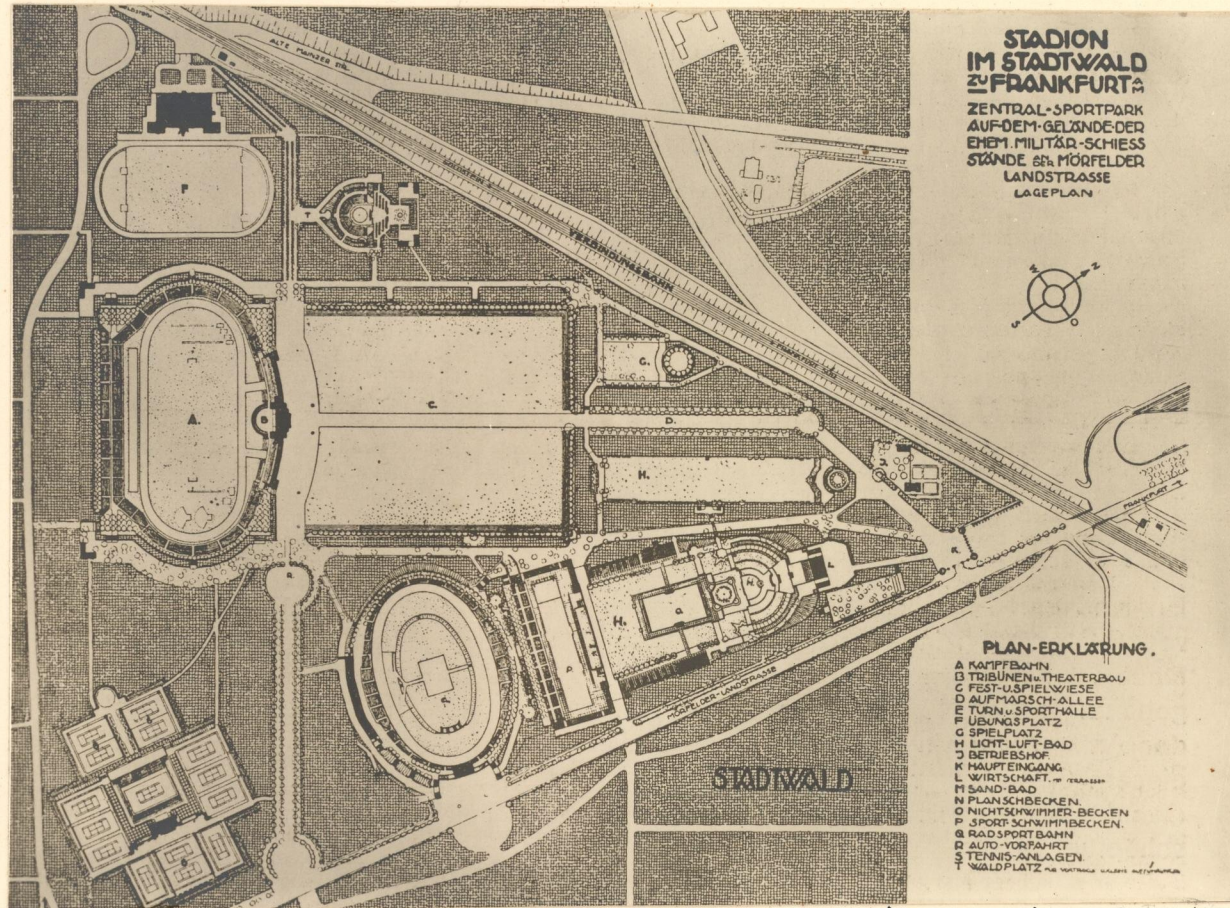 STADION
IM STADTWALD
ZU FRANKFURT A M
ZENTRAL-SPORTPARK
AUF·DEM·GELÄNDE·DER
EHEM. MILITÄR-SCHIESS
STÄNDE MÖRFELDER
LANDSTRASSE
LAGEPLAN
N
W
S
O
ALTE MAINZER STR.
VERBINDUNGSBAHN
F
T
A.
B
C.
G.
D.
H.
J
FRANKFURT
K.
L
M
H.
O
P.
R.
MÖRFELDER-LANDSTRASSE
STADTWALD
PLAN-ERKLÄRUNG.
A KAMPFBAHN
B TRIBÜNEN U. THEATERBAU
C FEST-U.SPIELWIESE
D AUFMARSCH-ALLEE
E TURN U SPORTHALLE
F ÜBUNGSPLATZ
G SPIELPLATZ
H LICHT-LUFT-BAD
J BETRIEBSHOF
K HAUPTEINGANG
L WIRTSCHAFT. TERRASSEN
M SAND-BAD
N PLANSCHBECKEN.
O NICHTSCHWIMMER-BECKEN
P SPORT-SCHWIMMBECKEN.
Q RADSPORTBAHN
R AUTO-VORFAHRT
S TENNIS-ANLAGEN
T WALDPLATZ